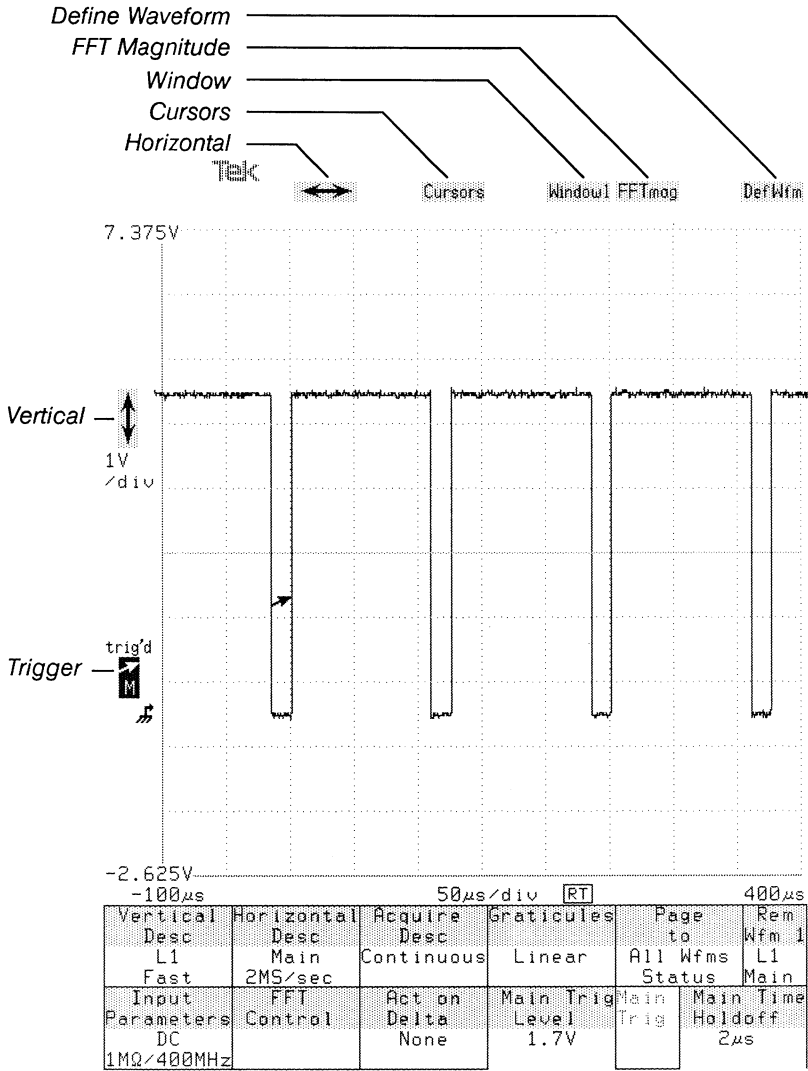 Define Waveform
FFT Magnitude
Window
Cursors
Horizontal
Tek
Cursors Window1 FFTmag DefWfm
7.375V
Vertical
1V
/div
trig'd
Trigger
M
-2.625V
-100µs 50µs/div RT 400µs
Vertical Desc
L1
Fast
Horizontal Desc
Main
2MS/sec
Acquire Desc
Continuous
Graticules
Linear
Page to
All Wfms
Status
Rem Wfm 1
L1
Main
Input Parameters
DC
1MΩ/400MHz
FFT Control
Act on Delta
None
Main Trig Level
1.7V
Main Trig
Main Time Holdoff
2µs